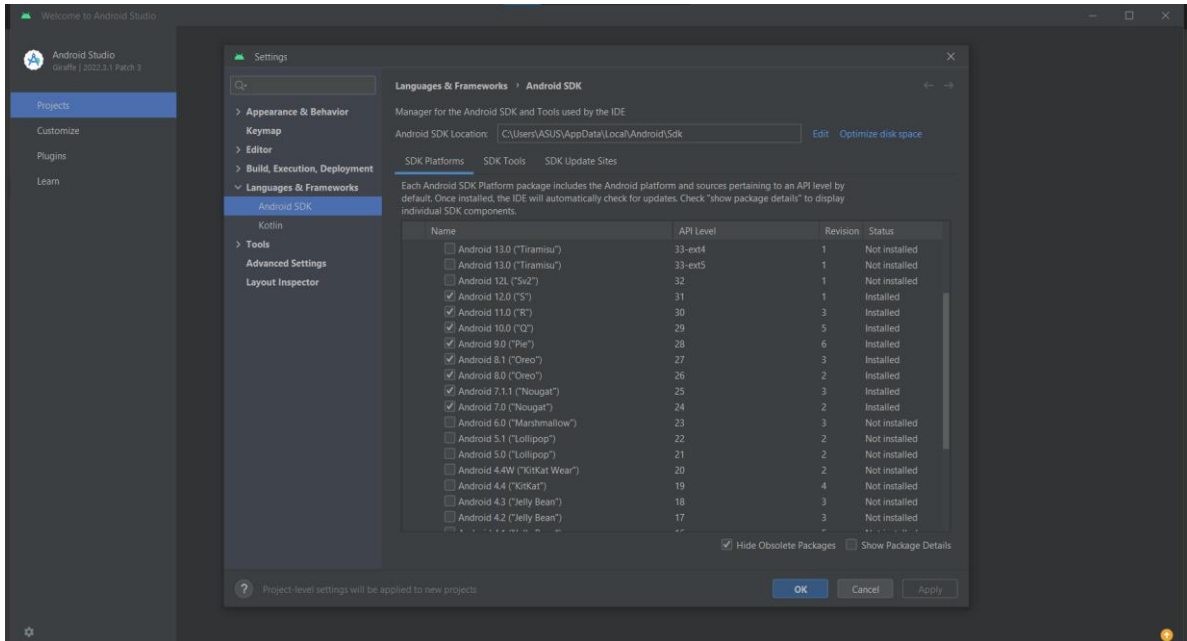 Welcome to Android Studio
Android Studio
Giraffe | 2022.3.1 Patch 3
Projects
Customize
Plugins
Learn
Settings
Appearance & Behavior
Keymap
Editor
Build, Execution, Deployment
Languages & Frameworks
Android SDK
Kotlin
Tools
Advanced Settings
Layout Inspector
Languages & Frameworks > Android SDK
Manager for the Android SDK and Tools used by the IDE
Android SDK Location: C:\Users\ASUS\AppData\Local\Android\Sdk Edit Optimize disk space
SDK Platforms SDK Tools SDK Update Sites
Each Android SDK Platform package includes the Android platform and sources pertaining to an API level by
default. Once installed, the IDE will automatically check for updates. Check "show package details" to display
individual SDK components.
Name API Level Revision Status
Android 13.0 ("Tiramisu") 33-ext4 1 Not installed
Android 13.0 ("Tiramisu") 33-ext5 1 Not installed
Android 12L ("Sv2") 32 1 Not installed
Android 12.0 ("S") 31 1 Installed
Android 11.0 ("R") 30 3 Installed
Android 10.0 ("Q") 29 5 Installed
Android 9.0 ("Pie") 28 6 Installed
Android 8.1 ("Oreo") 27 3 Installed
Android 8.0 ("Oreo") 26 2 Installed
Android 7.1.1 ("Nougat") 25 3 Installed
Android 7.0 ("Nougat") 24 2 Installed
Android 6.0 ("Marshmallow") 23 3 Not installed
Android 5.1 ("Lollipop") 22 2 Not installed
Android 5.0 ("Lollipop") 21 2 Not installed
Android 4.4W ("KitKat Wear") 20 2 Not installed
Android 4.4 ("KitKat") 19 4 Not installed
Android 4.3 ("Jelly Bean") 18 3 Not installed
Android 4.2 ("Jelly Bean") 17 3 Not installed
Hide Obsolete Packages Show Package Details
? Project-level settings will be applied to new projects
OK Cancel Apply